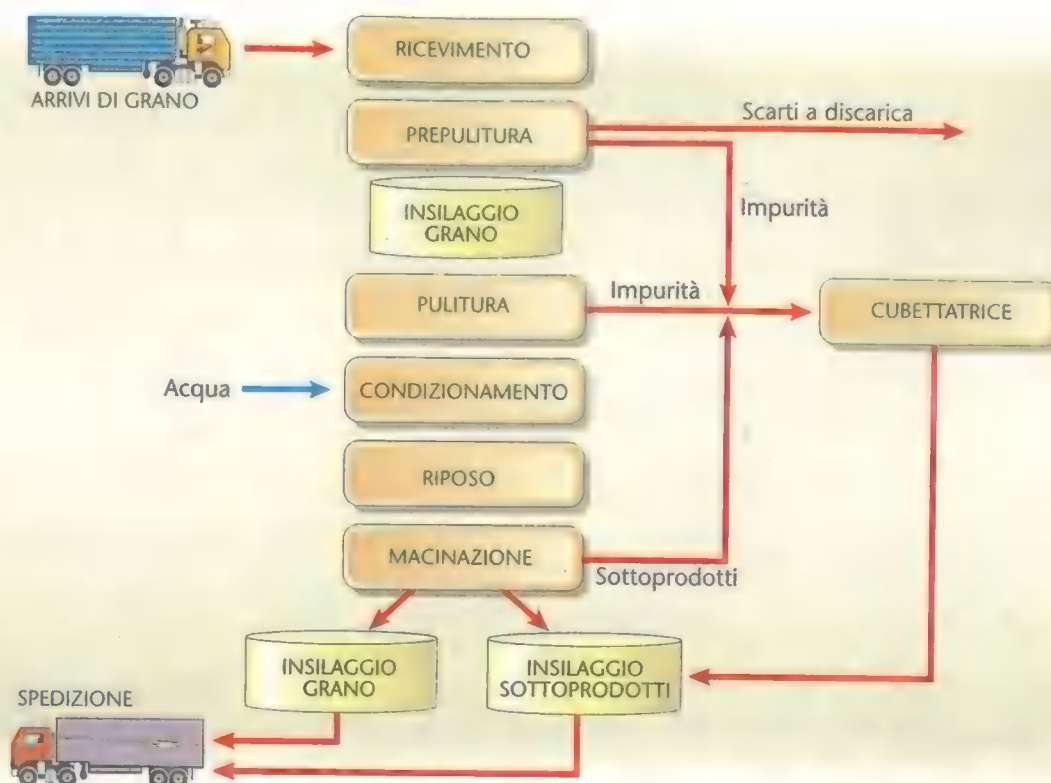 ARRIVI DI GRANO
RICEVIMENTO
PREPULITURA
Scarti a discarica
INSILAGGIO
GRANO
Impurità
PULITURA
Impurità
CUBETTATRICE
Acqua
CONDIZIONAMENTO
RIPOSO
MACINAZIONE
Sottoprodotti
INSILAGGIO
GRANO
INSILAGGIO
SOTTOPRODOTTI
SPEDIZIONE